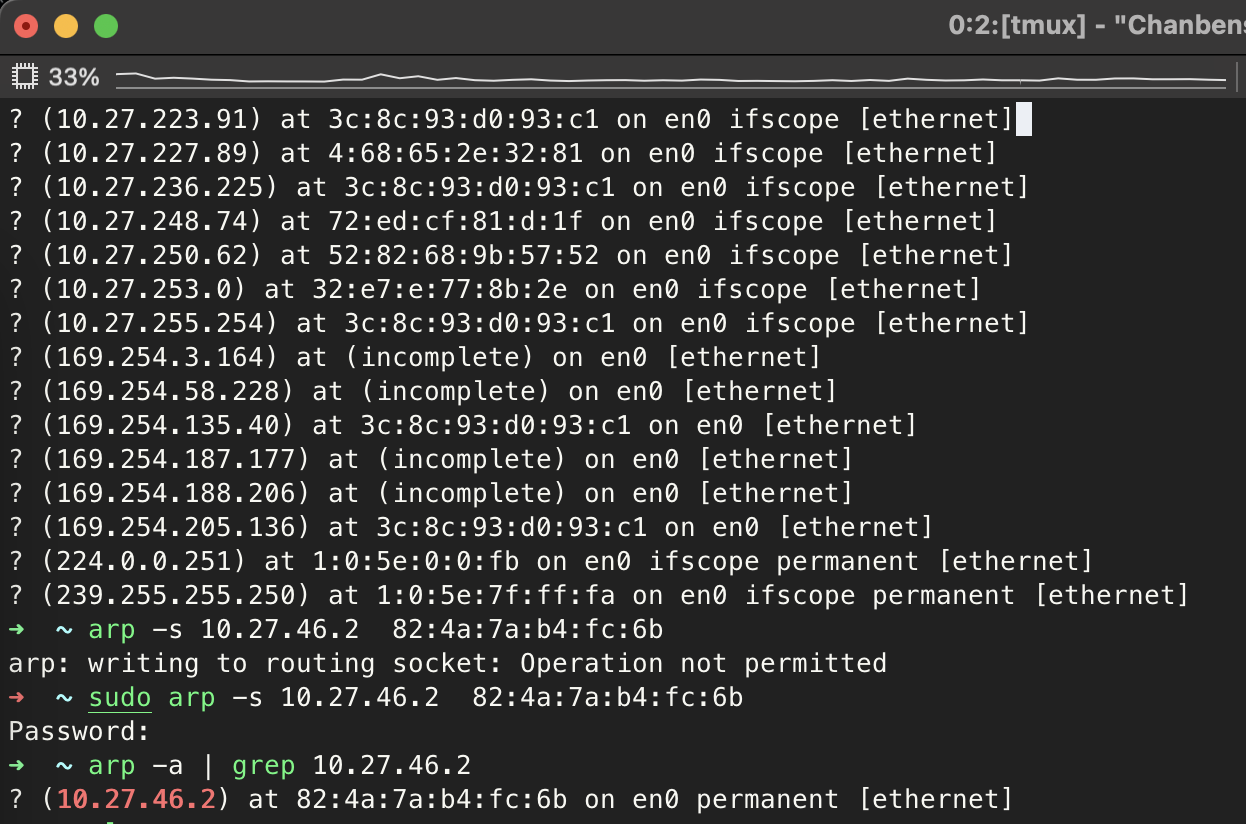 0:2:[tmux] - "Chanbens
33%
? (10.27.223.91) at 3c:8c:93:d0:93:c1 on en0 ifscope [ethernet]
? (10.27.227.89) at 4:68:65:2e:32:81 on en0 ifscope [ethernet]
? (10.27.236.225) at 3c:8c:93:d0:93:c1 on en0 ifscope [ethernet]
? (10.27.248.74) at 72:ed:cf:81:d:1f on en0 ifscope [ethernet]
? (10.27.250.62) at 52:82:68:9b:57:52 on en0 ifscope [ethernet]
? (10.27.253.0) at 32:e7:e:77:8b:2e on en0 ifscope [ethernet]
? (10.27.255.254) at 3c:8c:93:d0:93:c1 on en0 ifscope [ethernet]
? (169.254.3.164) at (incomplete) on en0 [ethernet]
? (169.254.58.228) at (incomplete) on en0 [ethernet]
? (169.254.135.40) at 3c:8c:93:d0:93:c1 on en0 [ethernet]
? (169.254.187.177) at (incomplete) on en0 [ethernet]
? (169.254.188.206) at (incomplete) on en0 [ethernet]
? (169.254.205.136) at 3c:8c:93:d0:93:c1 on en0 [ethernet]
? (224.0.0.251) at 1:0:5e:0:0:fb on en0 ifscope permanent [ethernet]
? (239.255.255.250) at 1:0:5e:7f:ff:fa on en0 ifscope permanent [ethernet]
➜  ~ arp -s 10.27.46.2  82:4a:7a:b4:fc:6b
arp: writing to routing socket: Operation not permitted
➜  ~ sudo arp -s 10.27.46.2  82:4a:7a:b4:fc:6b
Password:
➜  ~ arp -a | grep 10.27.46.2
? (10.27.46.2) at 82:4a:7a:b4:fc:6b on en0 permanent [ethernet]